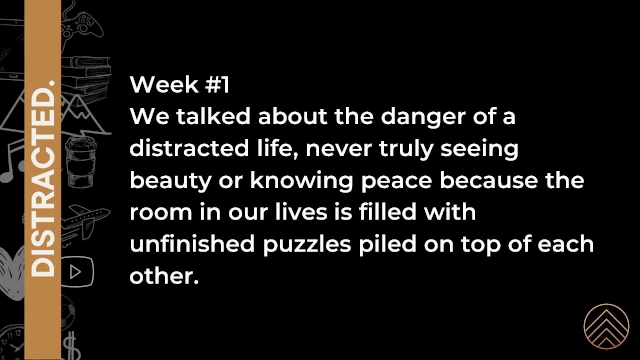 DISTRACTED.
Week #1
We talked about the danger of a
distracted life, never truly seeing
beauty or knowing peace because the
room in our lives is filled with
unfinished puzzles piled on top of each
other.